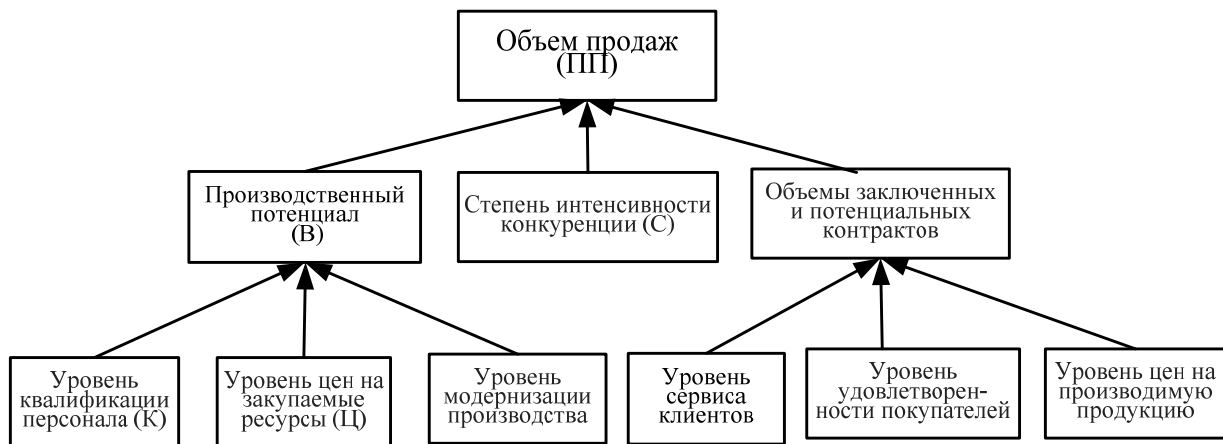 Объем продаж
(ПП)
Производственный
потенциал
(В)
Степень интенсивности
конкуренции (С)
Объемы заключенных
и потенциальных
контрактов
Уровень
квалификации
персонала (К)
Уровень цен на
закупаемые
ресурсы (Ц)
Уровень
модернизации
производства
Уровень
сервиса
клиентов
Уровень
удовлетворен-
ности покупателей
Уровень цен на
производимую
продукцию